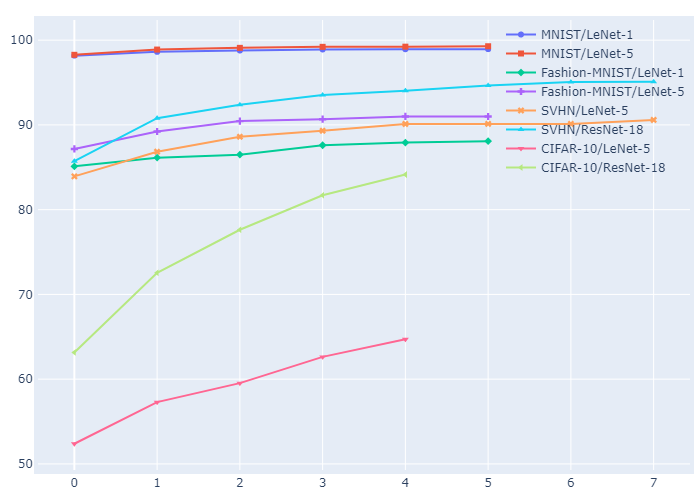 100
90
80
70
60
50
0 1 2 3 4 5 6 7
MNIST/LeNet-1
MNIST/LeNet-5
Fashion-MNIST/LeNet-1
Fashion-MNIST/LeNet-5
SVHN/LeNet-5
SVHN/ResNet-18
CIFAR-10/LeNet-5
CIFAR-10/ResNet-18